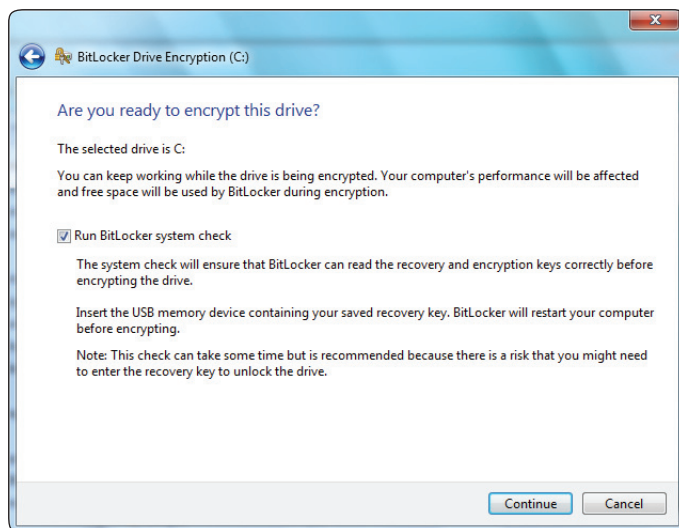 BitLocker Drive Encryption (C:)
Are you ready to encrypt this drive?
The selected drive is C:
You can keep working while the drive is being encrypted. Your computer's performance will be affected
and free space will be used by BitLocker during encryption.
Run BitLocker system check
The system check will ensure that BitLocker can read the recovery and encryption keys correctly before
encrypting the drive.
Insert the USB memory device containing your saved recovery key. BitLocker will restart your computer
before encrypting.
Note: This check can take some time but is recommended because there is a risk that you might need
to enter the recovery key to unlock the drive.
Continue Cancel